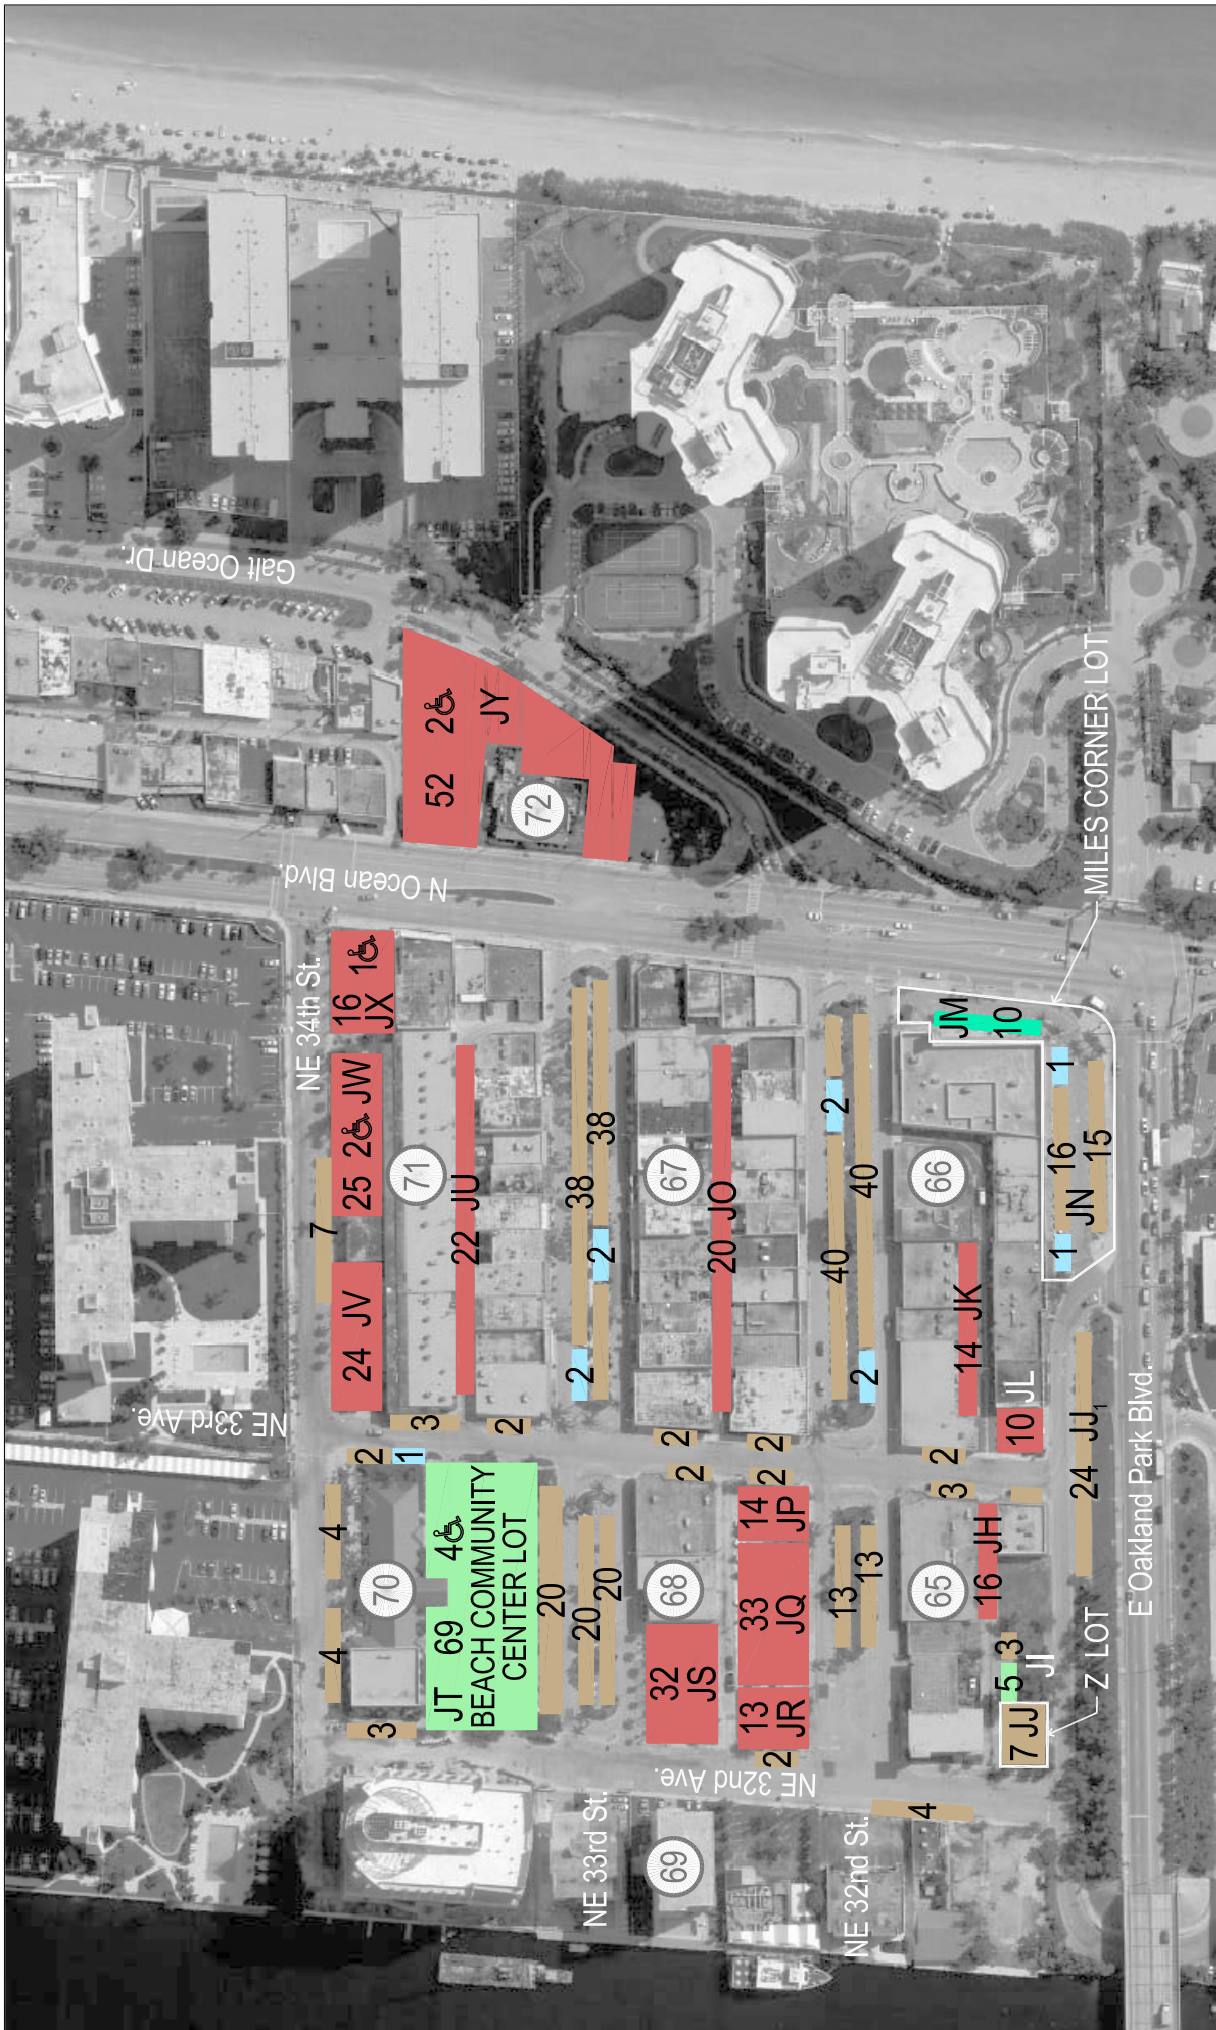 Galt Ocean Dr.
N Ocean Blvd.
52 2
JY
72
MILES CORNER LOT
NE 34th St.
16 1
JX
25 2 JW
7
24 JV
71
22 JU
38
38
2
2
67
20 JO
2
40
40
2
66
14 JK
JM
10
1
16
15
JN
1
10 JL
24 JJ1
E Oakland Park Blvd.
NE 33rd Ave.
3
2
2
2
2
2
1
2
2
3
4
4
70
JT 69 4
BEACH COMMUNITY
CENTER LOT
20
20
20
3
68
32
JS
14
JP
33
JQ
13
JR
2
13
13
65
16 JH
3
5
JI
7 JJ
Z LOT
NE 32nd Ave.
4
NE 33rd St.
69
NE 32nd St.